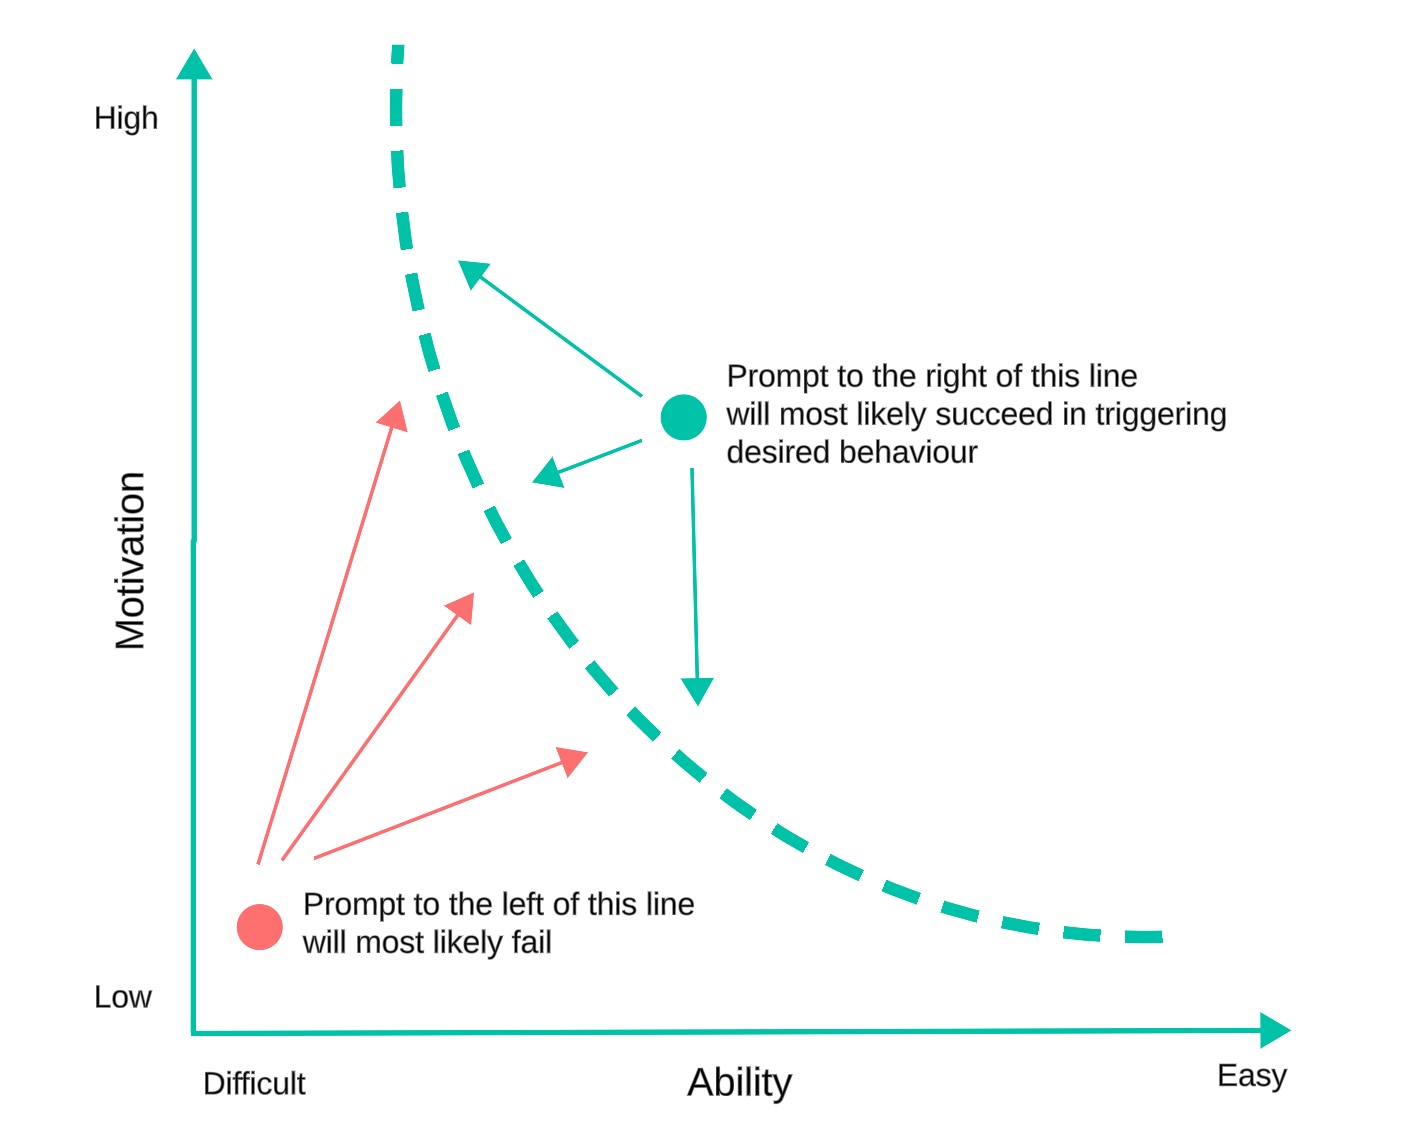 High
Prompt to the right of this line
will most likely succeed in triggering
desired behaviour
Motivation
Prompt to the left of this line
will most likely fail
Low
Difficult
Ability
Easy